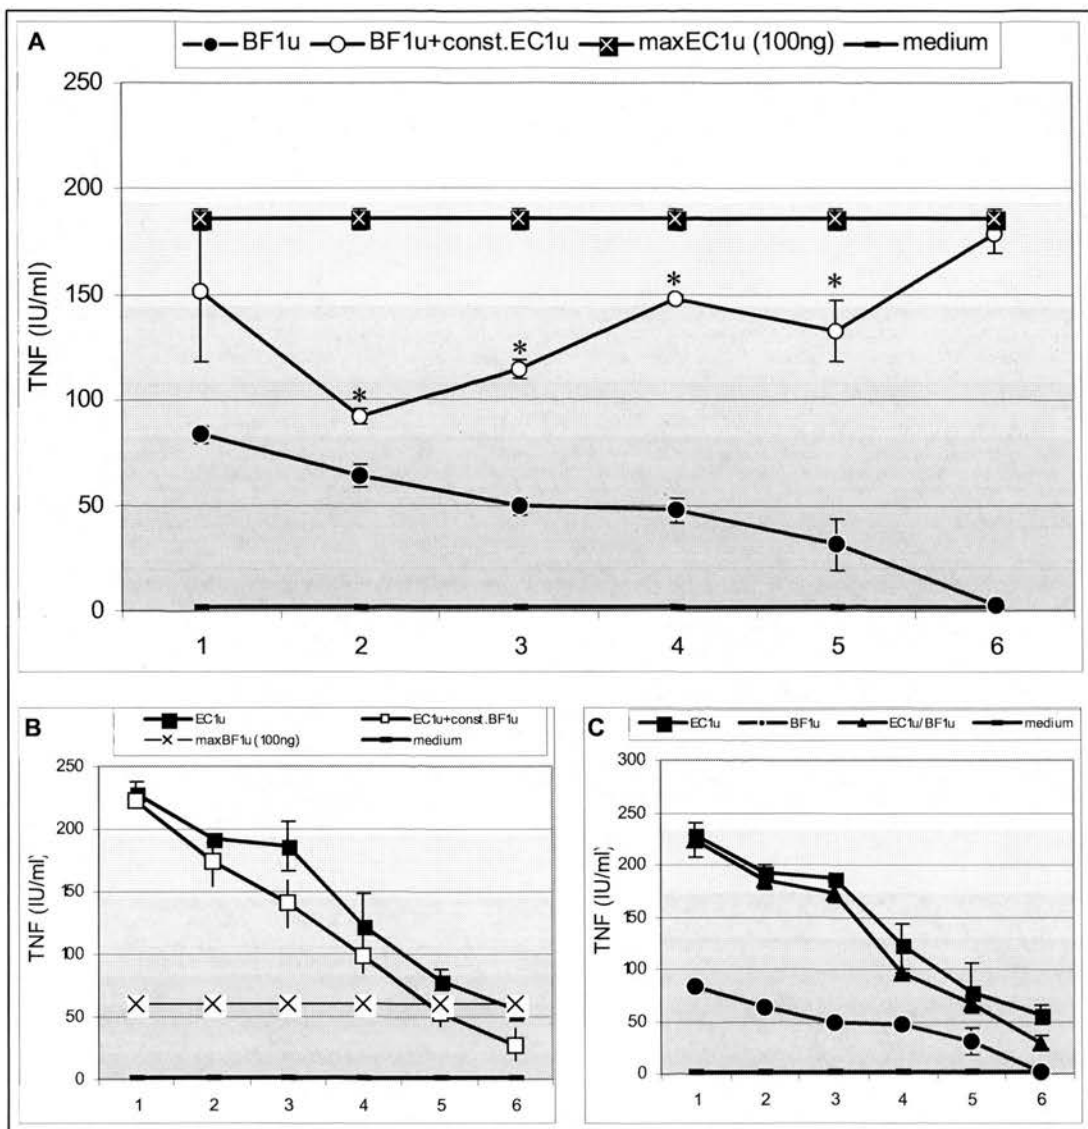 A
BF1u BF1u+const.EC1u maxEC1u (100ng) medium
250
200
150
100
50
0
TNF (IU/ml)
* * * *
1 2 3 4 5 6
B
EC1u EC1u+const.BF1u
maxBF1u (100ng) medium
250
200
150
100
50
0
TNF (IU/ml)
1 2 3 4 5 6
C
EC1u BF1u EC1u/BF1u medium
300
250
200
150
100
50
0
TNF (IU/ml)
1 2 3 4 5 6